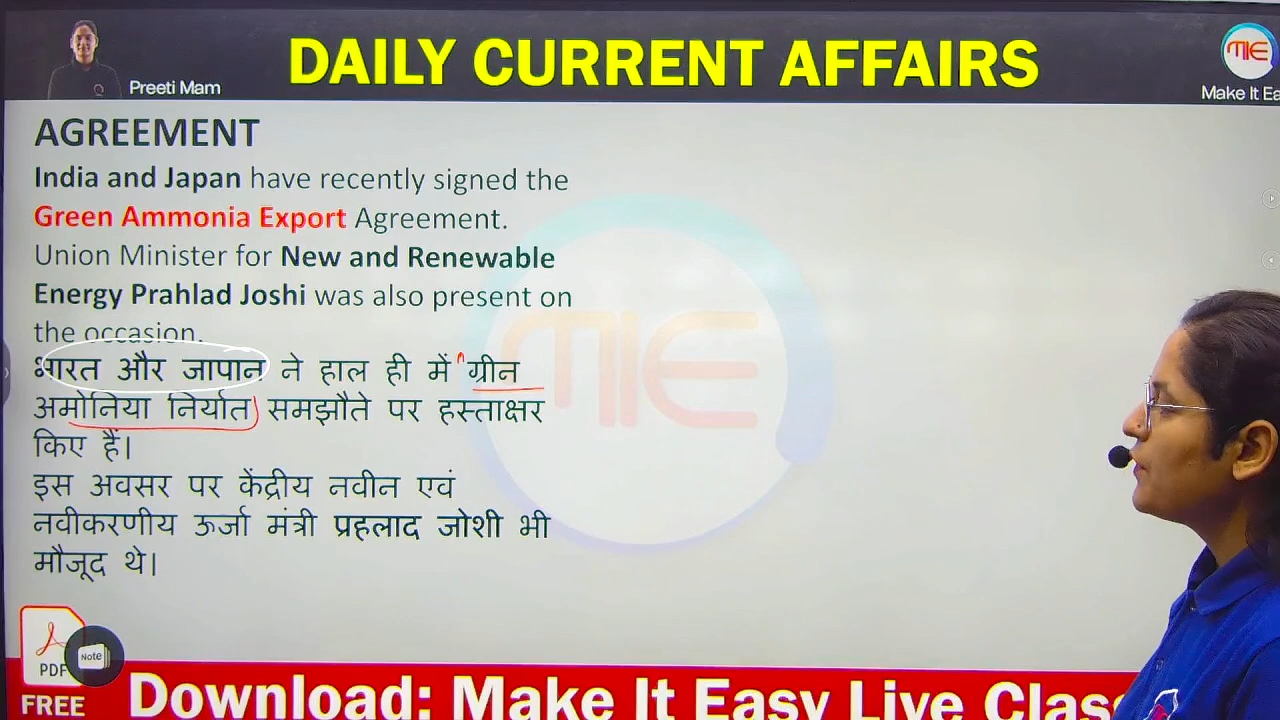 DAILY CURRENT AFFAIRS
Preeti Mam
MIE
Make It Ea
AGREEMENT
India and Japan have recently signed the
Green Ammonia Export Agreement.
Union Minister for New and Renewable
Energy Prahlad Joshi was also present on
the occasion.
भारत और जापान ने हाल ही में ग्रीन
अमोनिया निर्यात समझौते पर हस्ताक्षर
किए हैं।
इस अवसर पर केंद्रीय नवीन एवं
नवीकरणीय ऊर्जा मंत्री प्रहलाद जोशी भी
मौजूद थे।
MIE
PDF
Note
FREE
Download: Make It Easy Live Class